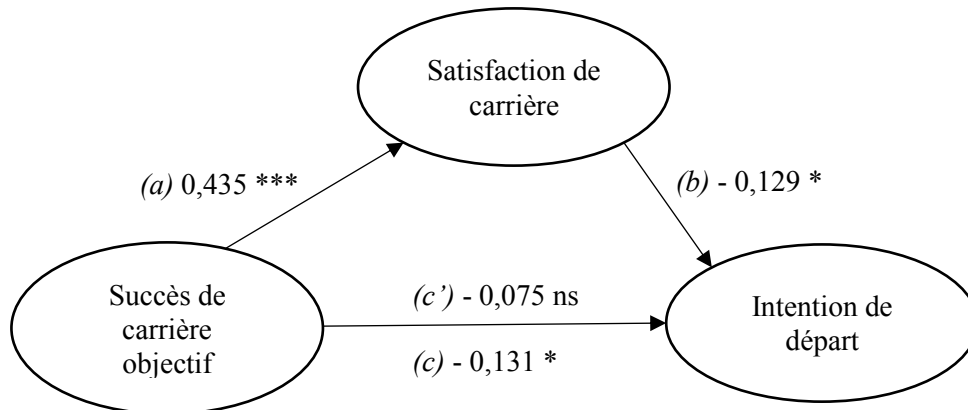 Satisfaction de
carrière
(a) 0,435 ***
(b) - 0,129 *
Succès de
carrière
objectif
(c’) - 0,075 ns
(c) - 0,131 *
Intention de
départ